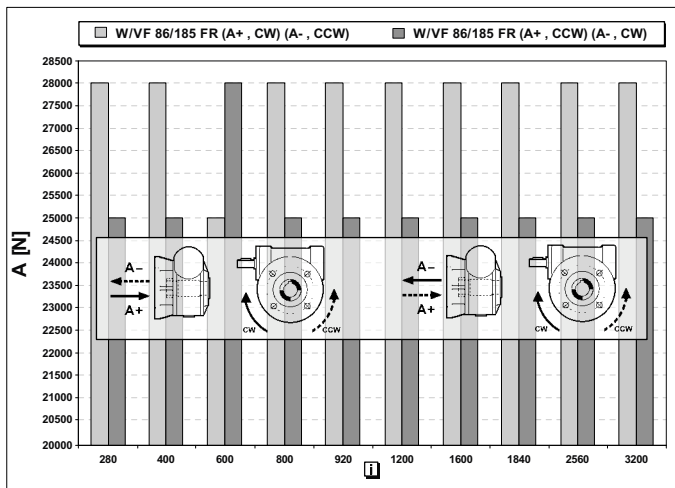 W/VF 86/185 FR (A+ , CW) (A- , CCW) W/VF 86/185 FR (A+ , CCW) (A- , CW)
28500
28000
27500
27000
26500
26000
25500
25000
24500
24000
23500
23000
22500
22000
21500
21000
20500
20000
A [N]
A– A–
A+ A+
CW CCW CW CCW
280 400 600 800 920 1200 1600 1840 2560 3200
i